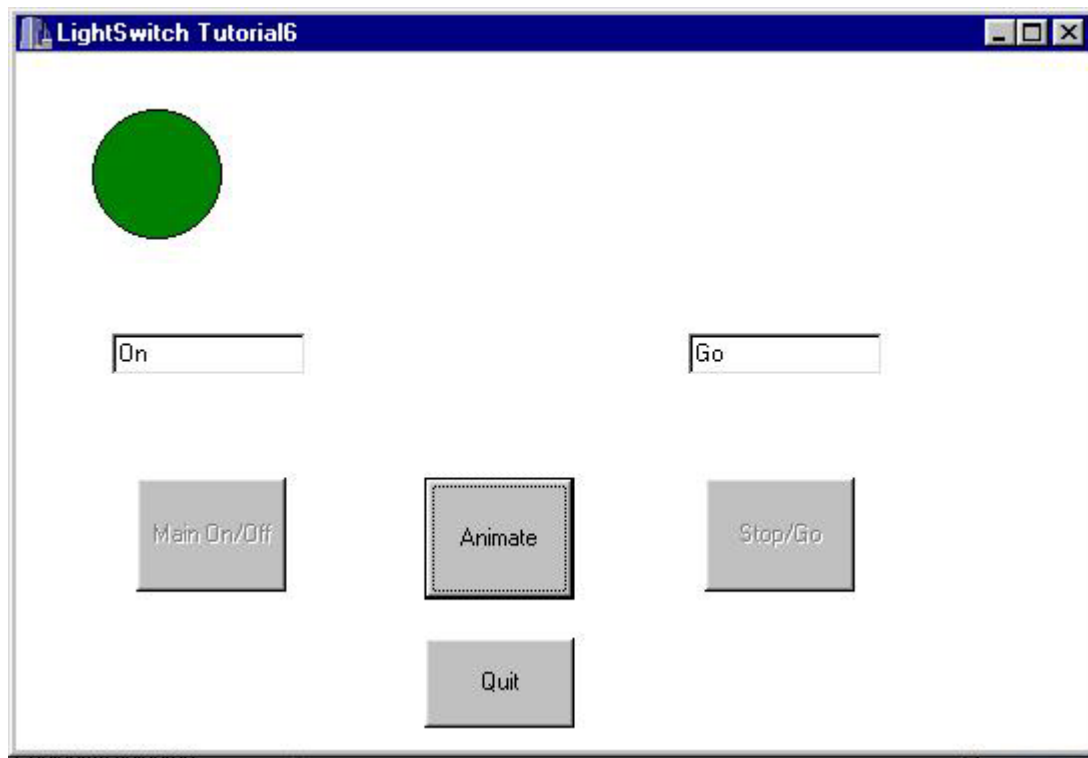 LightSwitch Tutorial6
On
Go
Main On/Off
Animate
Stop/Go
Quit